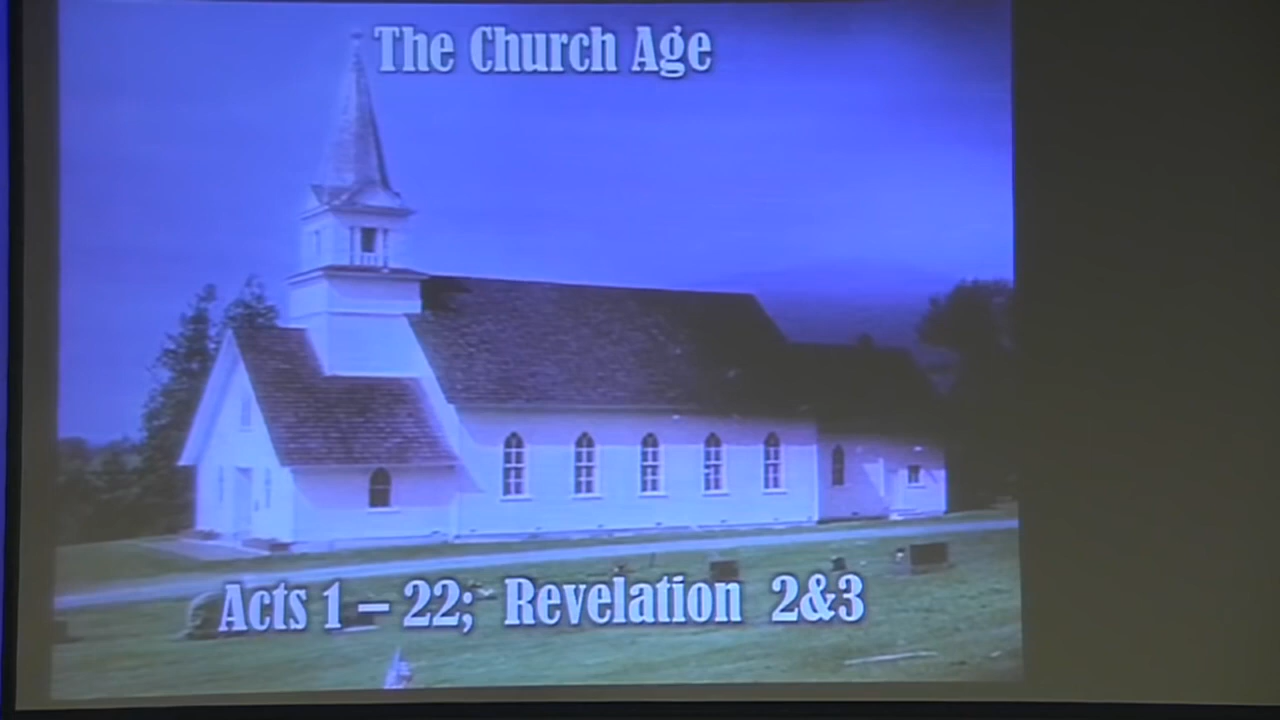 The Church Age
Acts 1 – 22; Revelation 2&3